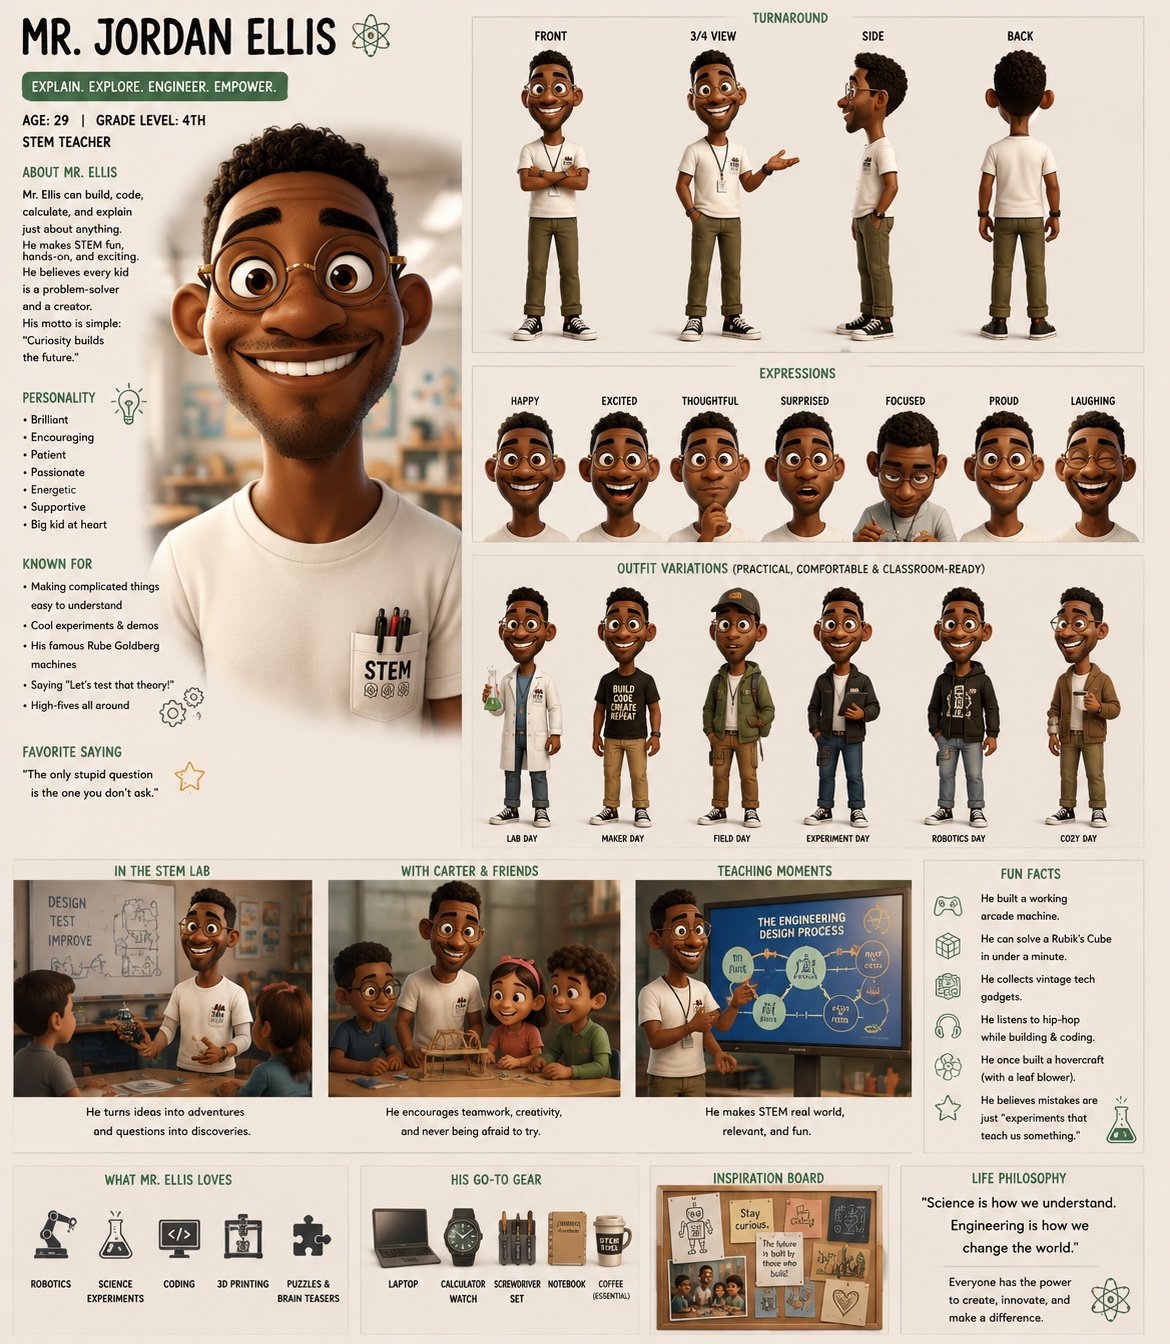 MR. JORDAN ELLIS
EXPLAIN. EXPLORE. ENGINEER. EMPOWER.
AGE: 29 | GRADE LEVEL: 4TH
STEM TEACHER
ABOUT MR. ELLIS
Mr. Ellis can build, code,
calculate, and explain
just about anything.
He makes STEM fun,
hands-on, and exciting.
He believes every kid
is a problem-solver
and a creator.
His motto is simple:
"Curiosity builds
the future."
PERSONALITY
• Brilliant
• Encouraging
• Patient
• Passionate
• Energetic
• Supportive
• Big kid at heart
KNOWN FOR
• Making complicated things
easy to understand
• Cool experiments & demos
• His famous Rube Goldberg
machines
• Saying "Let's test that theory!"
• High-fives all around
FAVORITE SAYING
"The only stupid question
is the one you don't ask."
STEM
TURNAROUND
FRONT
3/4 VIEW
SIDE
BACK
EXPRESSIONS
HAPPY
EXCITED
THOUGHTFUL
SURPRISED
FOCUSED
PROUD
LAUGHING
OUTFIT VARIATIONS (PRACTICAL, COMFORTABLE & CLASSROOM-READY)
BUILD
CODE
REPEAT
LAB DAY
MAKER DAY
FIELD DAY
EXPERIMENT DAY
ROBOTICS DAY
CO2Y DAY
IN THE STEM LAB
DESIGN
TEST
IMPROVE
He turns ideas into adventures
and questions into discoveries.
WITH CARTER & FRIENDS
He encourages teamwork, creativity,
and never being afraid to try.
TEACHING MOMENTS
THE ENGINEERING
DESIGN PROCESS
He makes STEM real world,
relevant, and fun.
FUN FACTS
He built a working
arcade machine.
He can solve a Rubik's Cube
in under a minute.
He collects vintage tech
gadgets.
He listens to hip-hop
while building & coding.
He once built a hovercraft
(with a leaf blower).
He believes mistakes are
just "experiments that
teach us something."
WHAT MR. ELLIS LOVES
ROBOTICS
SCIENCE
EXPERIMENTS
CODING
3D PRINTING
PUZZLES &
BRAIN TEASERS
HIS GO-TO GEAR
LAPTOP
CALCULATOR
WATCH
SCREWDRIVER
SET
NOTEBOOK
COFFEE
(ESSENTIAL)
INSPIRATION BOARD
Stay
curious.
The future
is built by
those who
build!
LIFE PHILOSOPHY
"Science is how we understand.
Engineering is how we
change the world."
Everyone has the power
to create, innovate, and
make a difference.